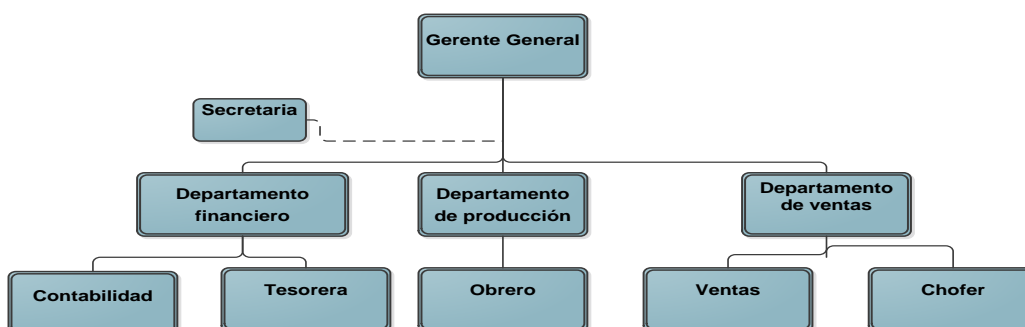 Gerente General
Secretaria
Departamento
financiero
Departamento
de producción
Departamento
de ventas
Contabilidad
Tesorera
Obrero
Ventas
Chofer